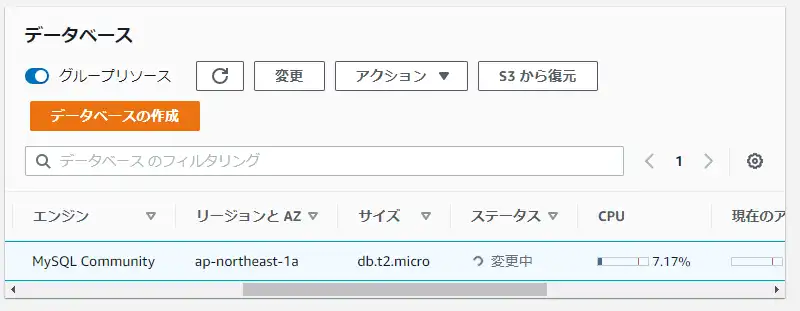 データベース
グループリソース 変更 アクション S3 から復元
データベースの作成
データベース のフィルタリング 1
エンジン リージョンと AZ サイズ ステータス CPU 現在のア
MySQL Community ap-northeast-1a db.t2.micro 変更中 7.17%